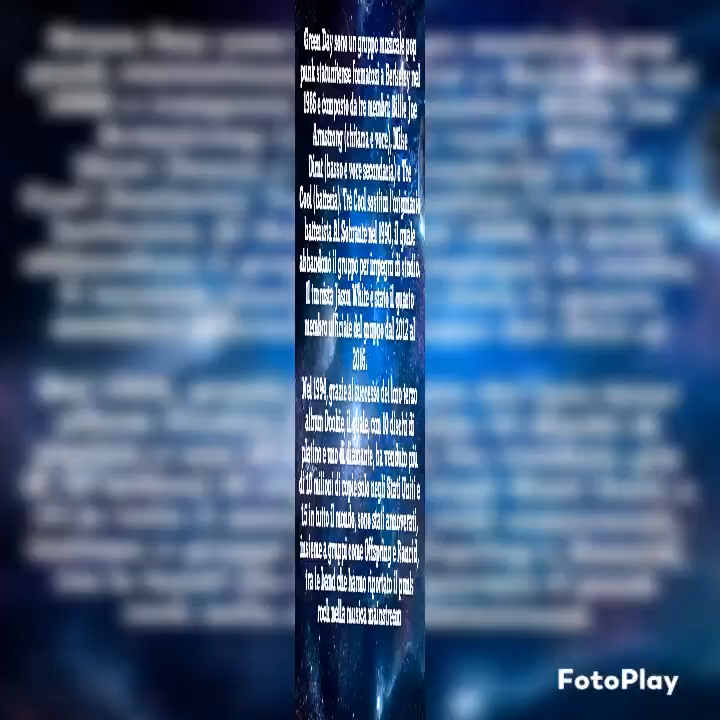 Green Day sono un gruppo musicale pop
punk statunitense formatosi a Berkeley nel
1986 e composto da tre membri: Billie Joe
Armstrong (chitarra e voce), Mike
Dirnt (basso e voce secondaria) e Tré
Cool (batteria). Tré Cool sostituì l'originario
batterista Al Sobrante nel 1990, il quale
abbandonò il gruppo per impegni di studio.
Il turnista Jason White è stato il quarto
membro ufficiale del gruppo dal 2012 al
2016.
Nel 1994, grazie al successo del loro terzo
album Dookie, il quale, con 10 dischi di
platino e uno di diamante, ha venduto più
di 10 milioni di copie solo negli Stati Uniti e
15 in tutto il mondo, sono stati annoverati,
insieme a gruppi come Offspring e Rancid,
tra le band che hanno riportato il punk
rock nella musica mainstream
FotoPlay